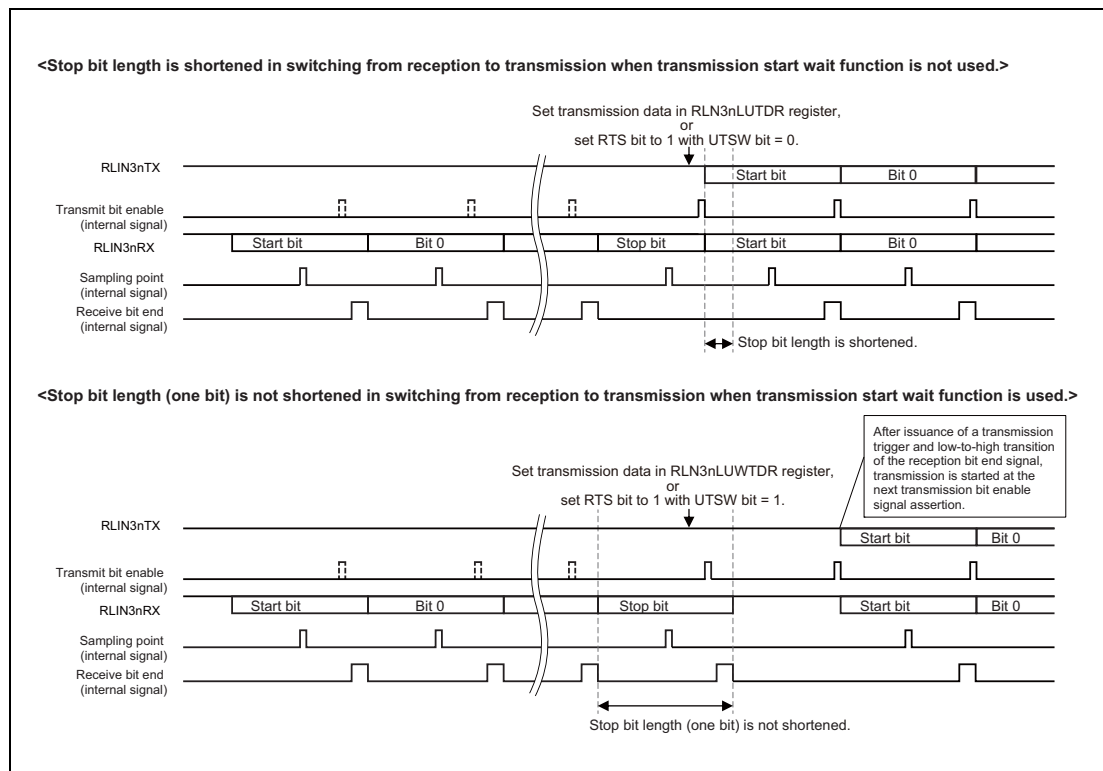 <Stop bit length is shortened in switching from reception to transmission when transmission start wait function is not used.>
Set transmission data in RLN3nLUTDR register,
or
set RTS bit to 1 with UTSW bit = 0.
RLIN3nTX
Start bit
Bit 0
Transmit bit enable
(internal signal)
RLIN3nRX
Start bit
Bit 0
Stop bit
Start bit
Bit 0
Sampling point
(internal signal)
Receive bit end
(internal signal)
Stop bit length is shortened.
<Stop bit length (one bit) is not shortened in switching from reception to transmission when transmission start wait function is used.>
After issuance of a transmission
trigger and low-to-high transition
of the reception bit end signal,
transmission is started at the
next transmission bit enable
signal assertion.
Set transmission data in RLN3nLUWTDR register,
or
set RTS bit to 1 with UTSW bit = 1.
RLIN3nTX
Start bit
Bit 0
Transmit bit enable
(internal signal)
RLIN3nRX
Start bit
Bit 0
Stop bit
Start bit
Bit 0
Sampling point
(internal signal)
Receive bit end
(internal signal)
Stop bit length (one bit) is not shortened.